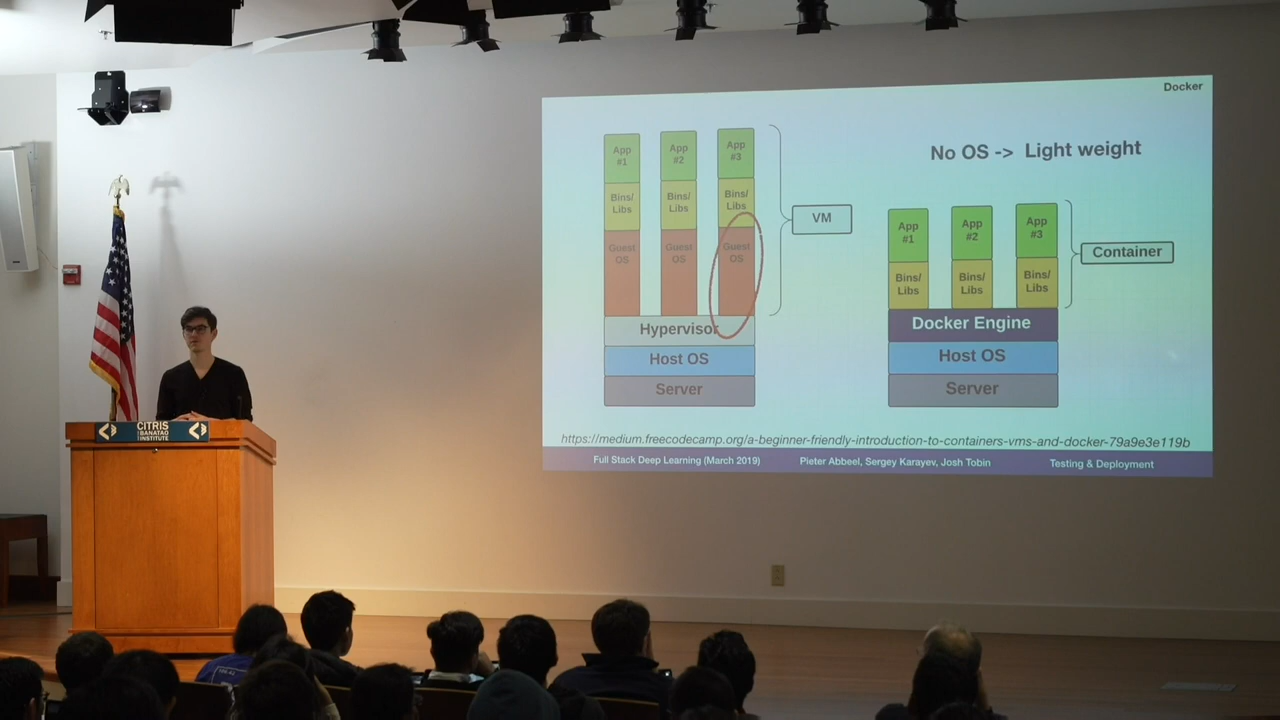 Docker
No OS -> Light weight
App
#1
App
#2
App
#3
Bins/
Libs
Bins/
Libs
Bins/
Libs
Guest
OS
Guest
OS
Guest
OS
VM
Hypervisor
Host OS
Server
App
#1
App
#2
App
#3
Bins/
Libs
Bins/
Libs
Bins/
Libs
Container
Docker Engine
Host OS
Server
https://medium.freecodecamp.org/a-beginner-friendly-introduction-to-containers-vms-and-docker-79a9e3e119b
Full Stack Deep Learning (March 2019) Pieter Abbeel, Sergey Karayev, Josh Tobin Testing & Deployment
CITRIS
BANATAO
INSTITUTE